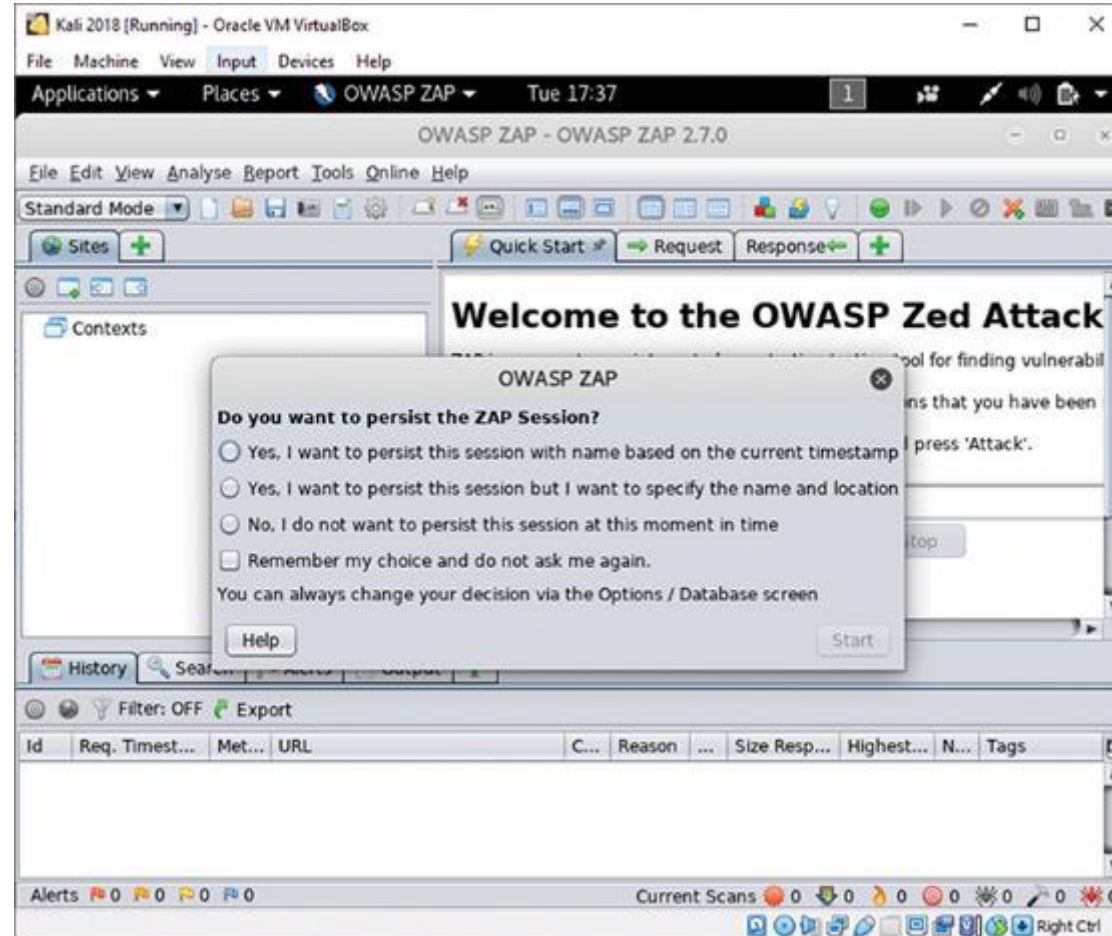 Kali 2018 [Running] - Oracle VM VirtualBox
File Machine View Input Devices Help
Applications Places OWASP ZAP Tue 17:37 1
OWASP ZAP - OWASP ZAP 2.7.0
File Edit View Analyse Report Tools Online Help
Standard Mode
Sites Quick Start Request Response
Contexts
Welcome to the OWASP Zed Attack
for finding vulnerabil
that you have been
press 'Attack'.
OWASP ZAP
Do you want to persist the ZAP Session?
Yes, I want to persist this session with name based on the current timestamp
Yes, I want to persist this session but I want to specify the name and location
No, I do not want to persist this session at this moment in time
Remember my choice and do not ask me again.
You can always change your decision via the Options / Database screen
Help Start
History
Filter: OFF Export
Id Req. Timest... Met... URL C... Reason ... Size Resp... Highest... N... Tags
Alerts 0 0 0 0 Current Scans 0 0 0 0 0 0
Right Ctrl